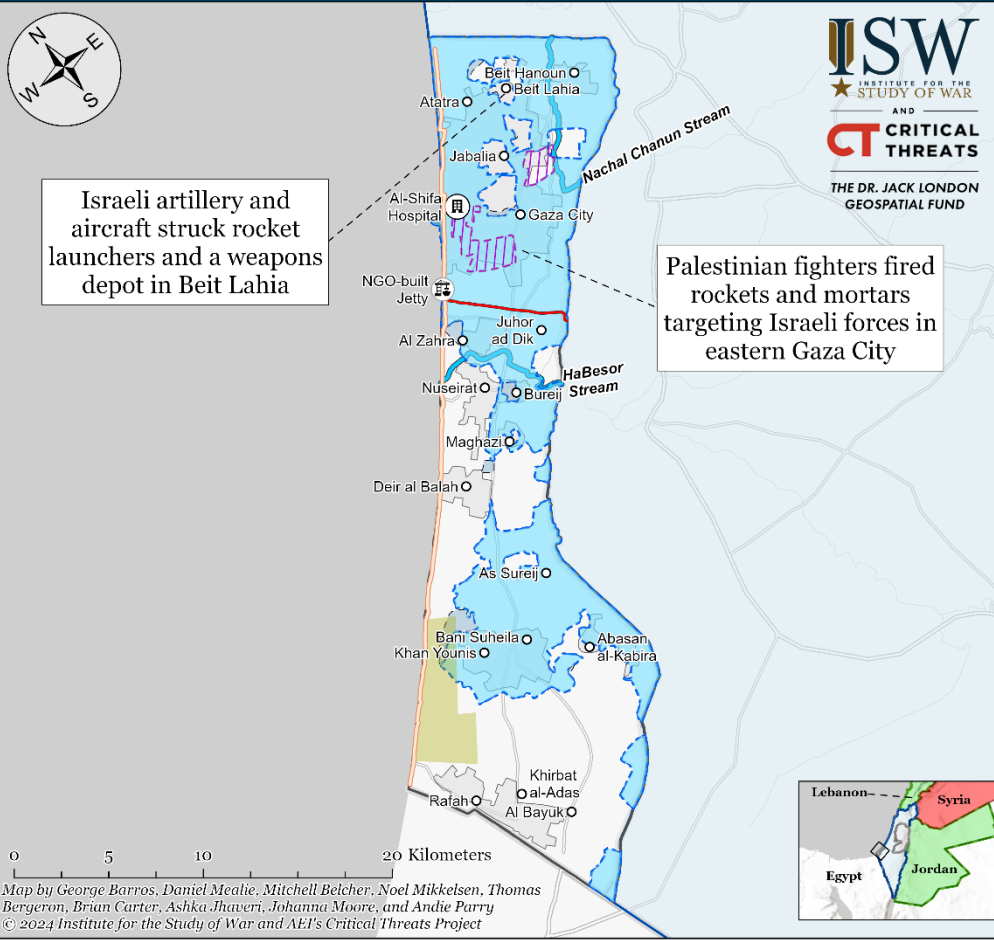 N
E
W
S
ISW
INSTITUTE FOR THE
STUDY OF WAR
AND
CT CRITICAL
THREATS
THE DR. JACK LONDON
GEOSPATIAL FUND
Beit Hanoun
Beit Lahia
Atatra
Nachal Chanun Stream
Jabalia
Israeli artillery and
aircraft struck rocket
launchers and a weapons
depot in Beit Lahia
Al-Shifa
Hospital
Gaza City
Palestinian fighters fired
rockets and mortars
targeting Israeli forces in
eastern Gaza City
NGO-built
Jetty
Juhor
ad Dik
Al Zahra
HaBesor
Stream
Nuseirat
Bureij
Maghazi
Deir al Balah
As Sureij
Bani Suheila
Khan Younis
Abasan
al-Kabira
Khirbat
al-Adas
Rafah
Al Bayuk
Lebanon
Syria
Egypt
Jordan
0 5 10 20 Kilometers
Map by George Barros, Daniel Mealie, Mitchell Belcher, Noel Mikkelsen, Thomas
Bergeron, Brian Carter, Ashka Jhaveri, Johanna Moore, and Andie Parry
© 2024 Institute for the Study of War and AEI's Critical Threats Project